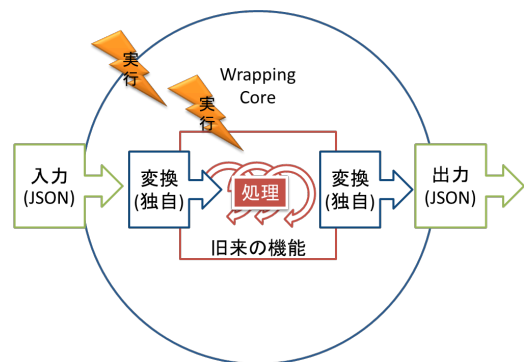 実
行
実
行
Wrapping
Core
入力
(JSON)
変換
(独自)
処理
変換
(独自)
出力
(JSON)
旧来の機能